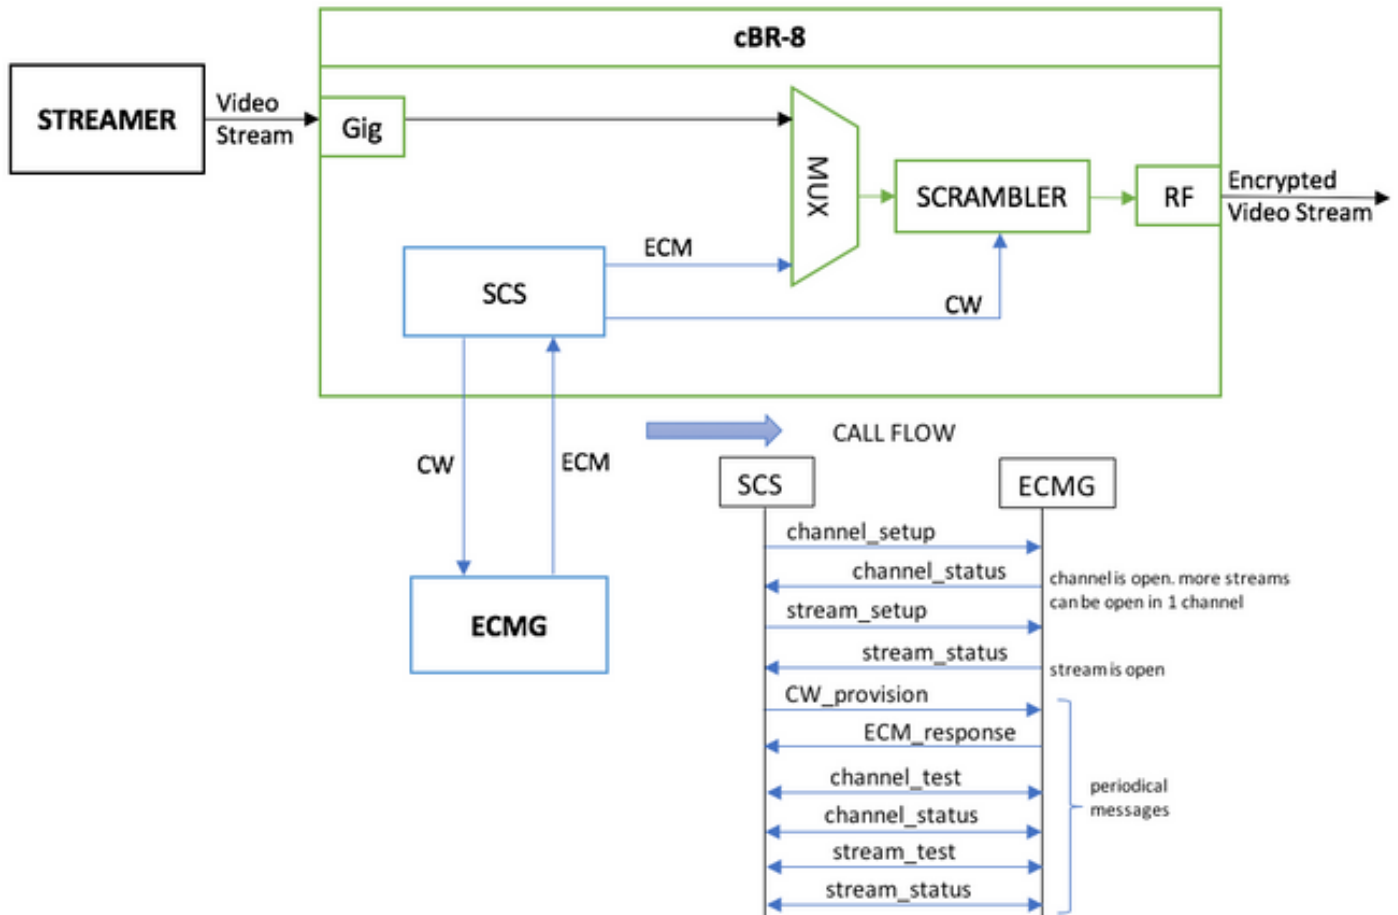 cBR-8
STREAMER
Video
Stream
Gig
MUX
SCRAMBLER
RF
Encrypted
Video Stream
SCS
ECM
CW
CW
ECM
ECMG
CALL FLOW
SCS
ECMG
channel_setup
channel_status
channel is open. more streams
can be open in 1 channel
stream_setup
stream_status
stream is open
CW_provision
ECM_response
channel_test
periodical
messages
channel_status
stream_test
stream_status